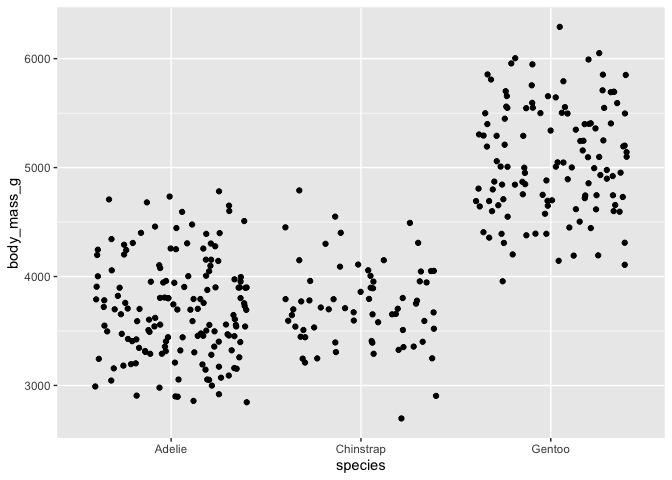 6000
5000
4000
3000
body_mass_g
Adelie
Chinstrap
Gentoo
species